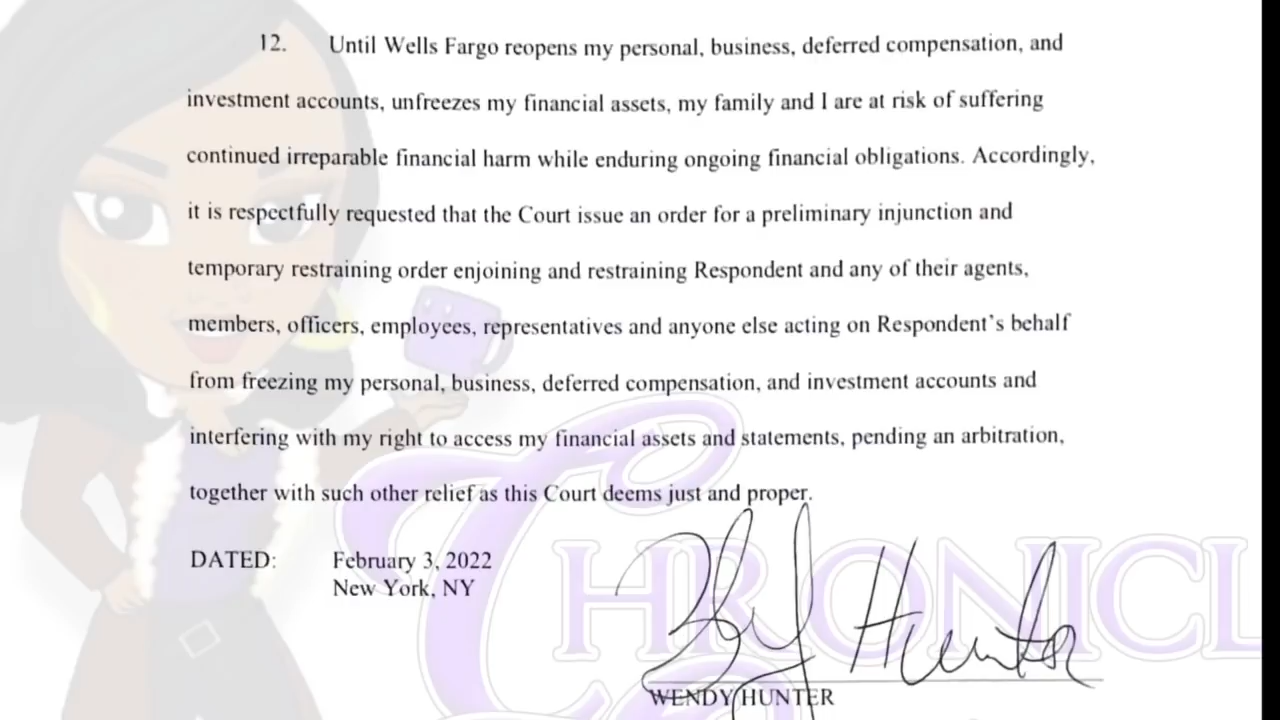 12. Until Wells Fargo reopens my personal, business, deferred compensation, and
investment accounts, unfreezes my financial assets, my family and I are at risk of suffering
continued irreparable financial harm while enduring ongoing financial obligations. Accordingly,
it is respectfully requested that the Court issue an order for a preliminary injunction and
temporary restraining order enjoining and restraining Respondent and any of their agents,
members, officers, employees, representatives and anyone else acting on Respondent's behalf
from freezing my personal, business, deferred compensation, and investment accounts and
interfering with my right to access my financial assets and statements, pending an arbitration,
together with such other relief as this Court deems just and proper.
DATED: February 3, 2022
New York, NY
Hunter
WENDY HUNTER
CHRONICL